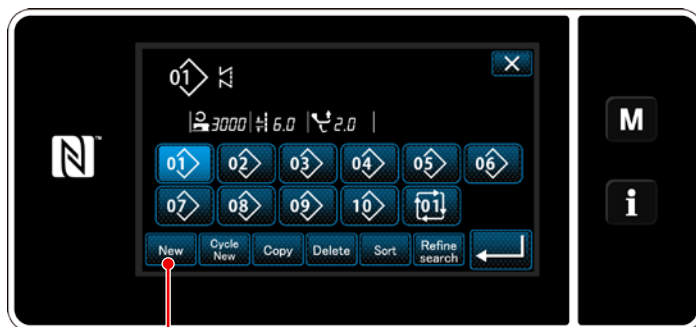 01
X
3000 6.0 2.0
M
01 02 03 04 05 06
07 08 09 10 01
i
New Cycle New Copy Delete Sort Refine search